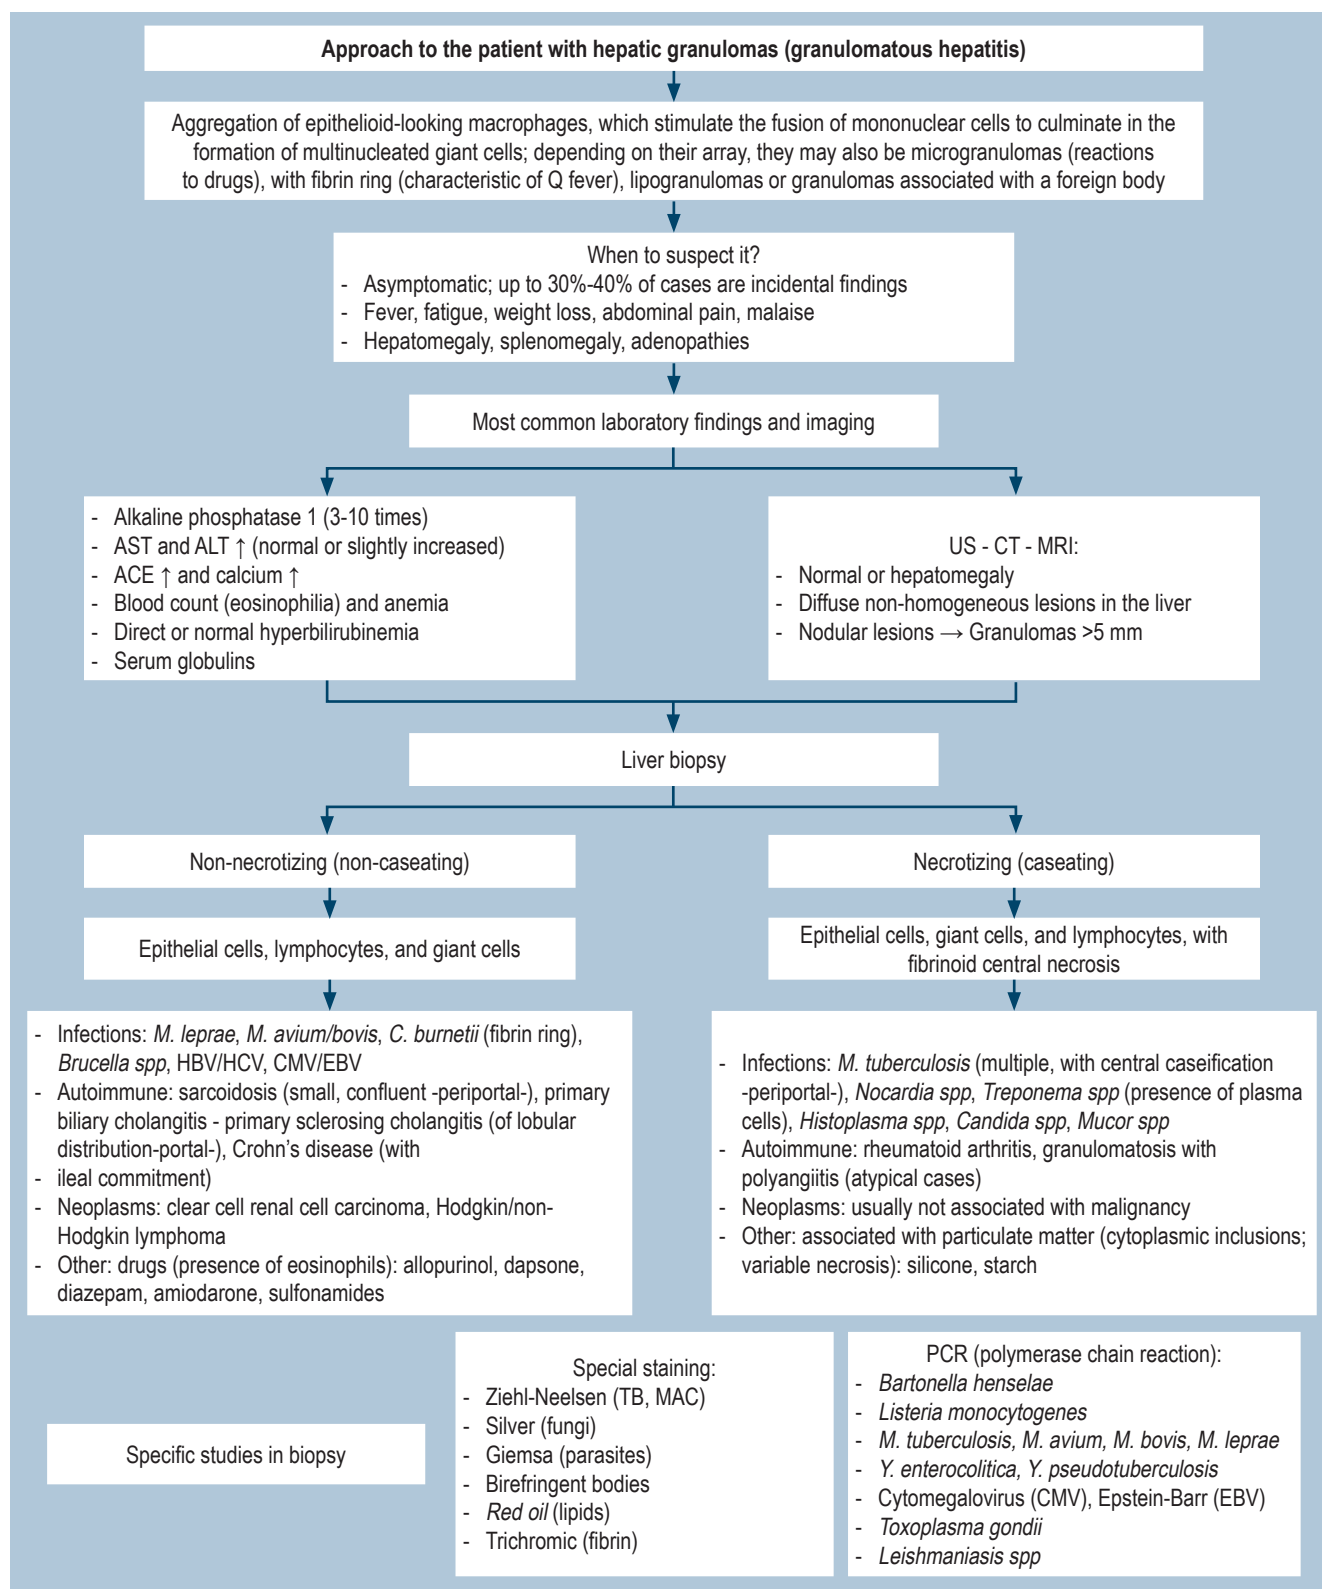 Approach to the patient with hepatic granulomas (granulomatous hepatitis)
Aggregation of epithelioid-looking macrophages, which stimulate the fusion of mononuclear cells to culminate in the
formation of multinucleated giant cells; depending on their array, they may also be microgranulomas (reactions
to drugs), with fibrin ring (characteristic of Q fever), lipogranulomas or granulomas associated with a foreign body
When to suspect it?
- Asymptomatic; up to 30%-40% of cases are incidental findings
- Fever, fatigue, weight loss, abdominal pain, malaise
- Hepatomegaly, splenomegaly, adenopathies
Most common laboratory findings and imaging
- Alkaline phosphatase 1 (3-10 times)
- AST and ALT ↑ (normal or slightly increased)
- ACE ↑ and calcium ↑
- Blood count (eosinophilia) and anemia
- Direct or normal hyperbilirubinemia
- Serum globulins
US - CT - MRI:
- Normal or hepatomegaly
- Diffuse non-homogeneous lesions in the liver
- Nodular lesions → Granulomas >5 mm
Liver biopsy
Non-necrotizing (non-caseating)
Epithelial cells, lymphocytes, and giant cells
- Infections: M. leprae, M. avium/bovis, C. burnetii (fibrin ring),
Brucella spp, HBV/HCV, CMV/EBV
- Autoimmune: sarcoidosis (small, confluent -periportal-), primary
biliary cholangitis - primary sclerosing cholangitis (of lobular
distribution-portal-), Crohn's disease (with
- ileal commitment)
- Neoplasms: clear cell renal cell carcinoma, Hodgkin/non-
Hodgkin lymphoma
- Other: drugs (presence of eosinophils): allopurinol, dapsone,
diazepam, amiodarone, sulfonamides
Necrotizing (caseating)
Epithelial cells, giant cells, and lymphocytes, with
fibrinoid central necrosis
- Infections: M. tuberculosis (multiple, with central caseification
-periportal-), Nocardia spp, Treponema spp (presence of plasma
cells), Histoplasma spp, Candida spp, Mucor spp
- Autoimmune: rheumatoid arthritis, granulomatosis with
polyangiitis (atypical cases)
- Neoplasms: usually not associated with malignancy
- Other: associated with particulate matter (cytoplasmic inclusions;
variable necrosis): silicone, starch
Specific studies in biopsy
Special staining:
- Ziehl-Neelsen (TB, MAC)
- Silver (fungi)
- Giemsa (parasites)
- Birefringent bodies
- Red oil (lipids)
- Trichromic (fibrin)
PCR (polymerase chain reaction):
- Bartonella henselae
- Listeria monocytogenes
- M. tuberculosis, M. avium, M. bovis, M. leprae
- Y. enterocolitica, Y. pseudotuberculosis
- Cytomegalovirus (CMV), Epstein-Barr (EBV)
- Toxoplasma gondii
- Leishmaniasis spp